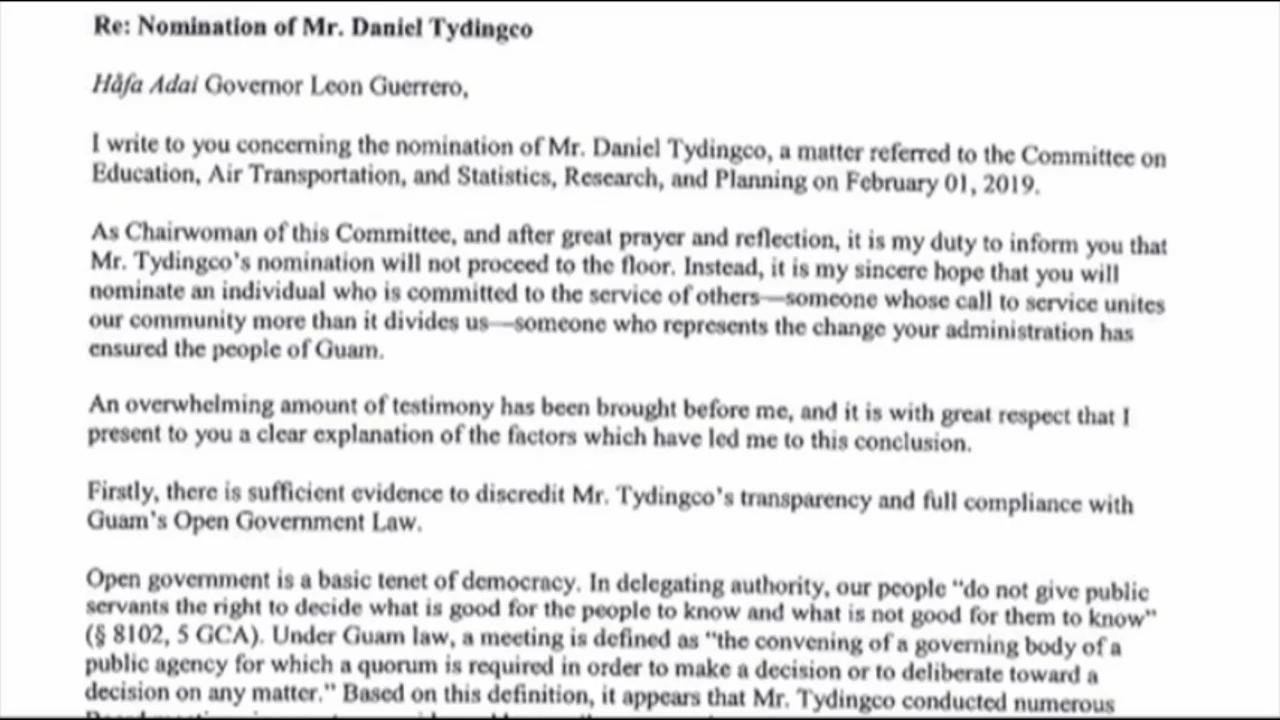 Re: Nomination of Mr. Daniel Tydingco
Håfa Adai Governor Leon Guerrero,
I write to you concerning the nomination of Mr. Daniel Tydingco, a matter referred to the Committee on
Education, Air Transportation, and Statistics, Research, and Planning on February 01, 2019.
As Chairwoman of this Committee, and after great prayer and reflection, it is my duty to inform you that
Mr. Tydingco's nomination will not proceed to the floor. Instead, it is my sincere hope that you will
nominate an individual who is committed to the service of others—someone whose call to service unites
our community more than it divides us—someone who represents the change your administration has
ensured the people of Guam.
An overwhelming amount of testimony has been brought before me, and it is with great respect that I
present to you a clear explanation of the factors which have led me to this conclusion.
Firstly, there is sufficient evidence to discredit Mr. Tydingco's transparency and full compliance with
Guam's Open Government Law.
Open government is a basic tenet of democracy. In delegating authority, our people "do not give public
servants the right to decide what is good for the people to know and what is not good for them to know"
(§ 8102, 5 GCA). Under Guam law, a meeting is defined as "the convening of a governing body of a
public agency for which a quorum is required in order to make a decision or to deliberate toward a
decision on any matter." Based on this definition, it appears that Mr. Tydingco conducted numerous